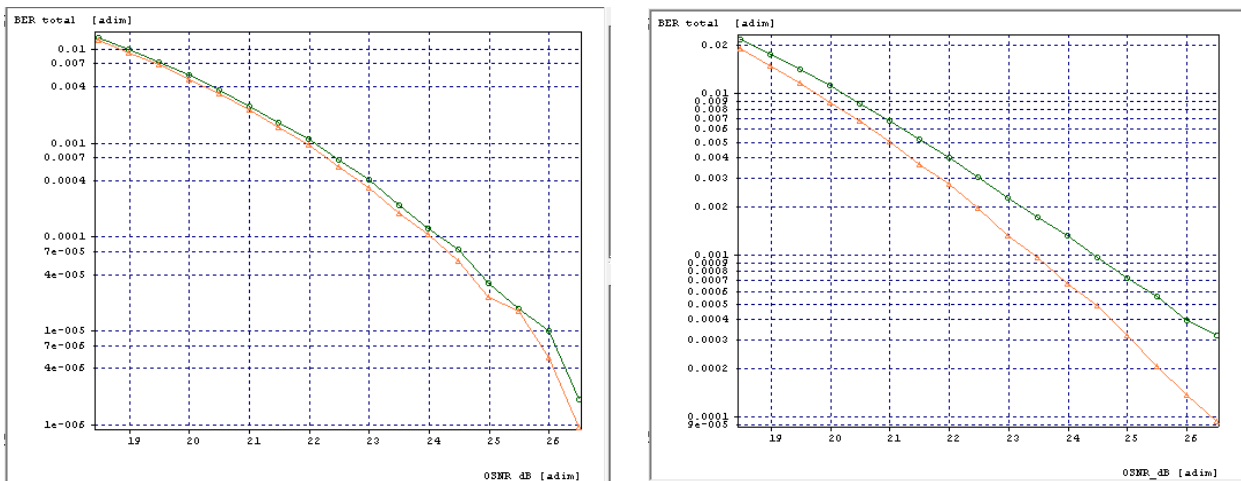 BER total [adim]
0.01
0.007
0.004
0.001
0.0007
0.0004
0.0001
7e-005
4e-005
1e-005
7e-006
4e-006
1e-006
19 20 21 22 23 24 25 26
OSNR_dB [adim]
BER total [adim]
0.02
0.01
0.009
0.008
0.007
0.006
0.005
0.004
0.003
0.002
0.001
0.0009
0.0008
0.0007
0.0006
0.0005
0.0004
0.0003
0.0002
0.0001
9e-005
19 20 21 22 23 24 25 26
OSNR_dB [adim]